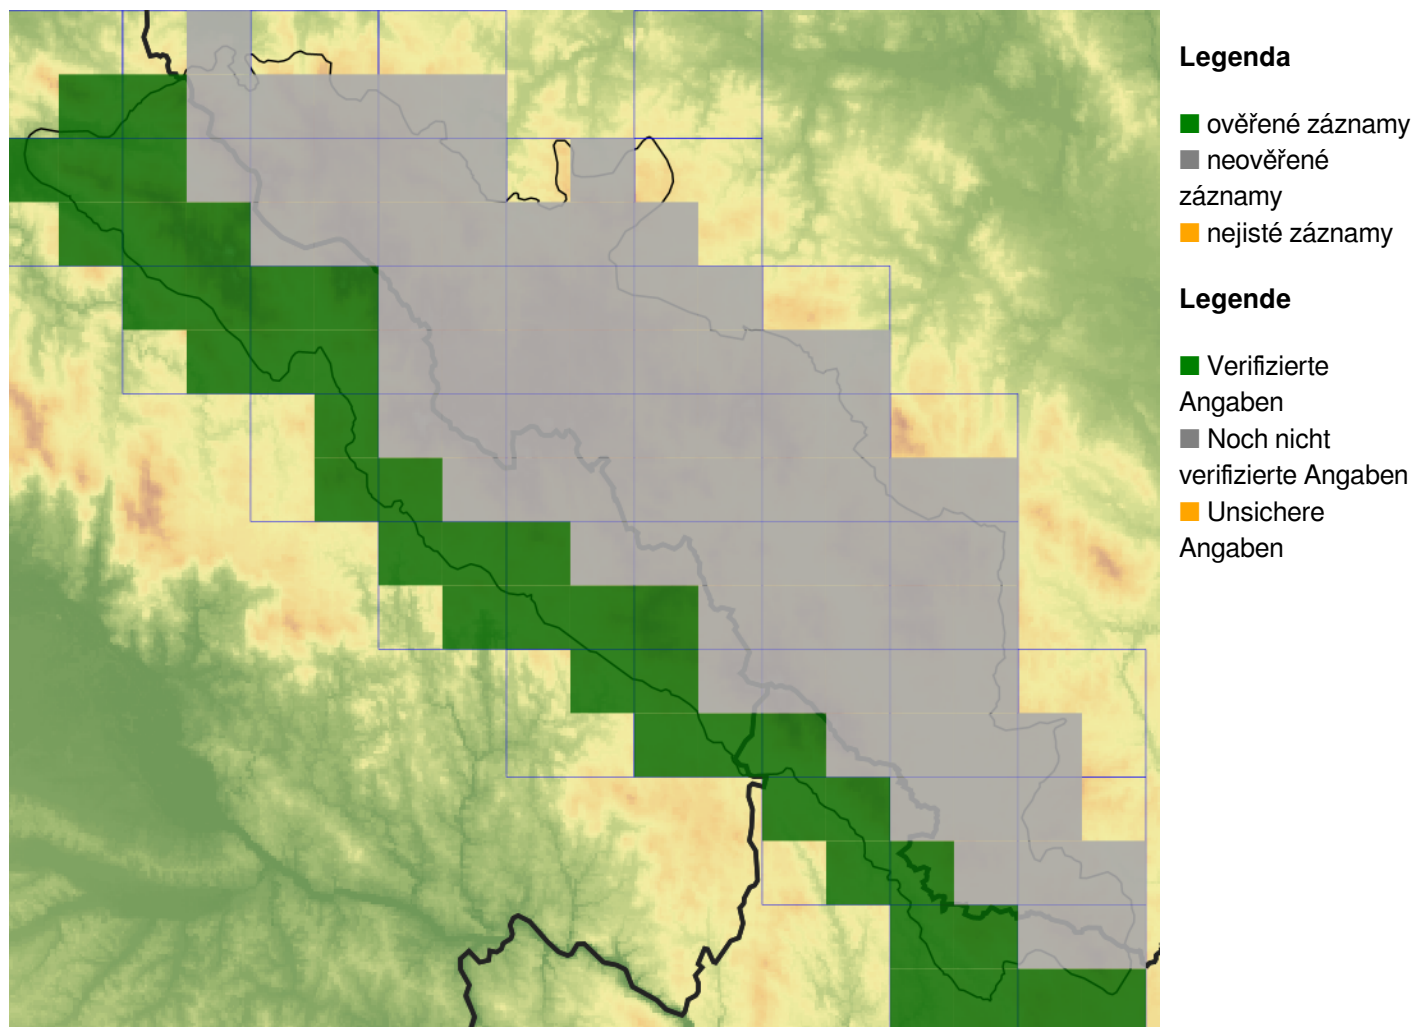 Legenda
ověřené záznamy
neověřené
záznamy
nejisté záznamy
Legende
Verifizierte
Angaben
Noch nicht
verifizierte Angaben
Unsichere
Angaben